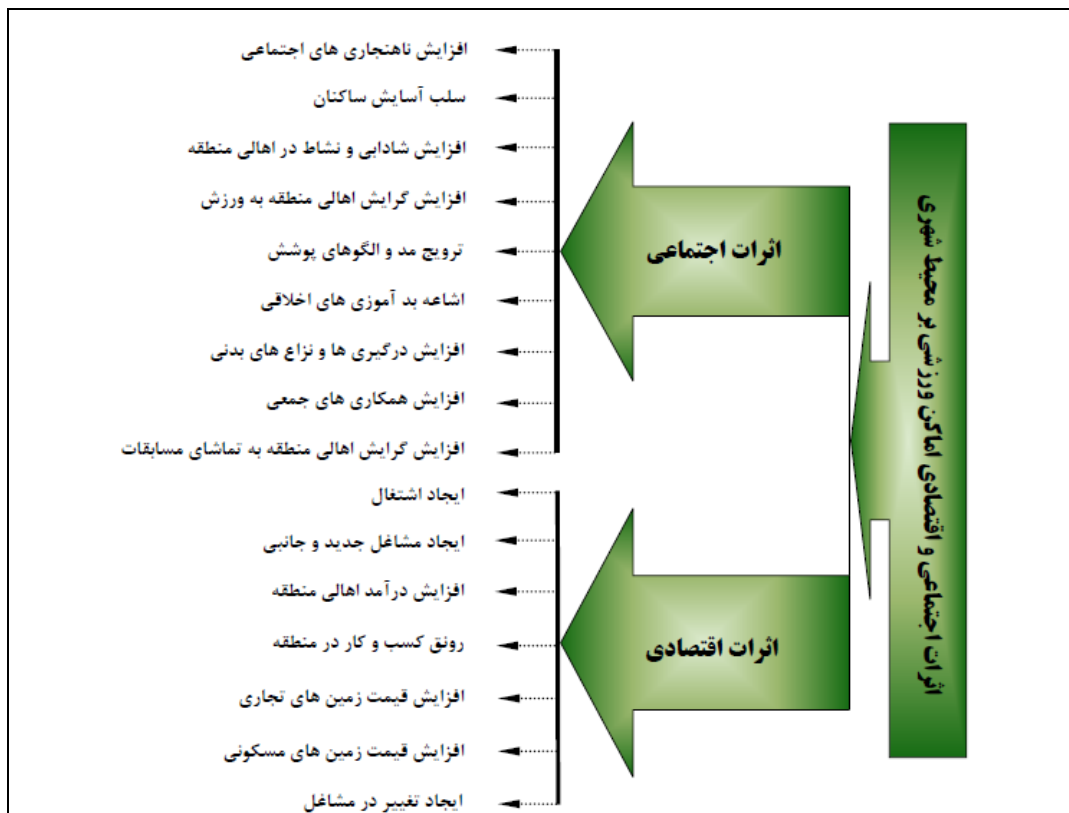 اثرات اجتماعی و اقتصادی اماکن ورزشی بر محیط شهری
اثرات اجتماعی
افزایش ناهنجاری های اجتماعی
سلب آسایش ساکنان
افزایش شادابی و نشاط در اهالی منطقه
افزایش گرایش اهالی منطقه به ورزش
ترویج مد و الگوهای پوشش
اشاعه بد آموزی های اخلاقی
افزایش درگیری ها و نزاع های بدنی
افزایش همکاری های جمعی
افزایش گرایش اهالی منطقه به تماشای مسابقات
اثرات اقتصادی
ایجاد اشتغال
ایجاد مشاغل جدید و جانبی
افزایش درآمد اهالی منطقه
رونق کسب و کار در منطقه
افزایش قیمت زمین های تجاری
افزایش قیمت زمین های مسکونی
ایجاد تغییر در مشاغل